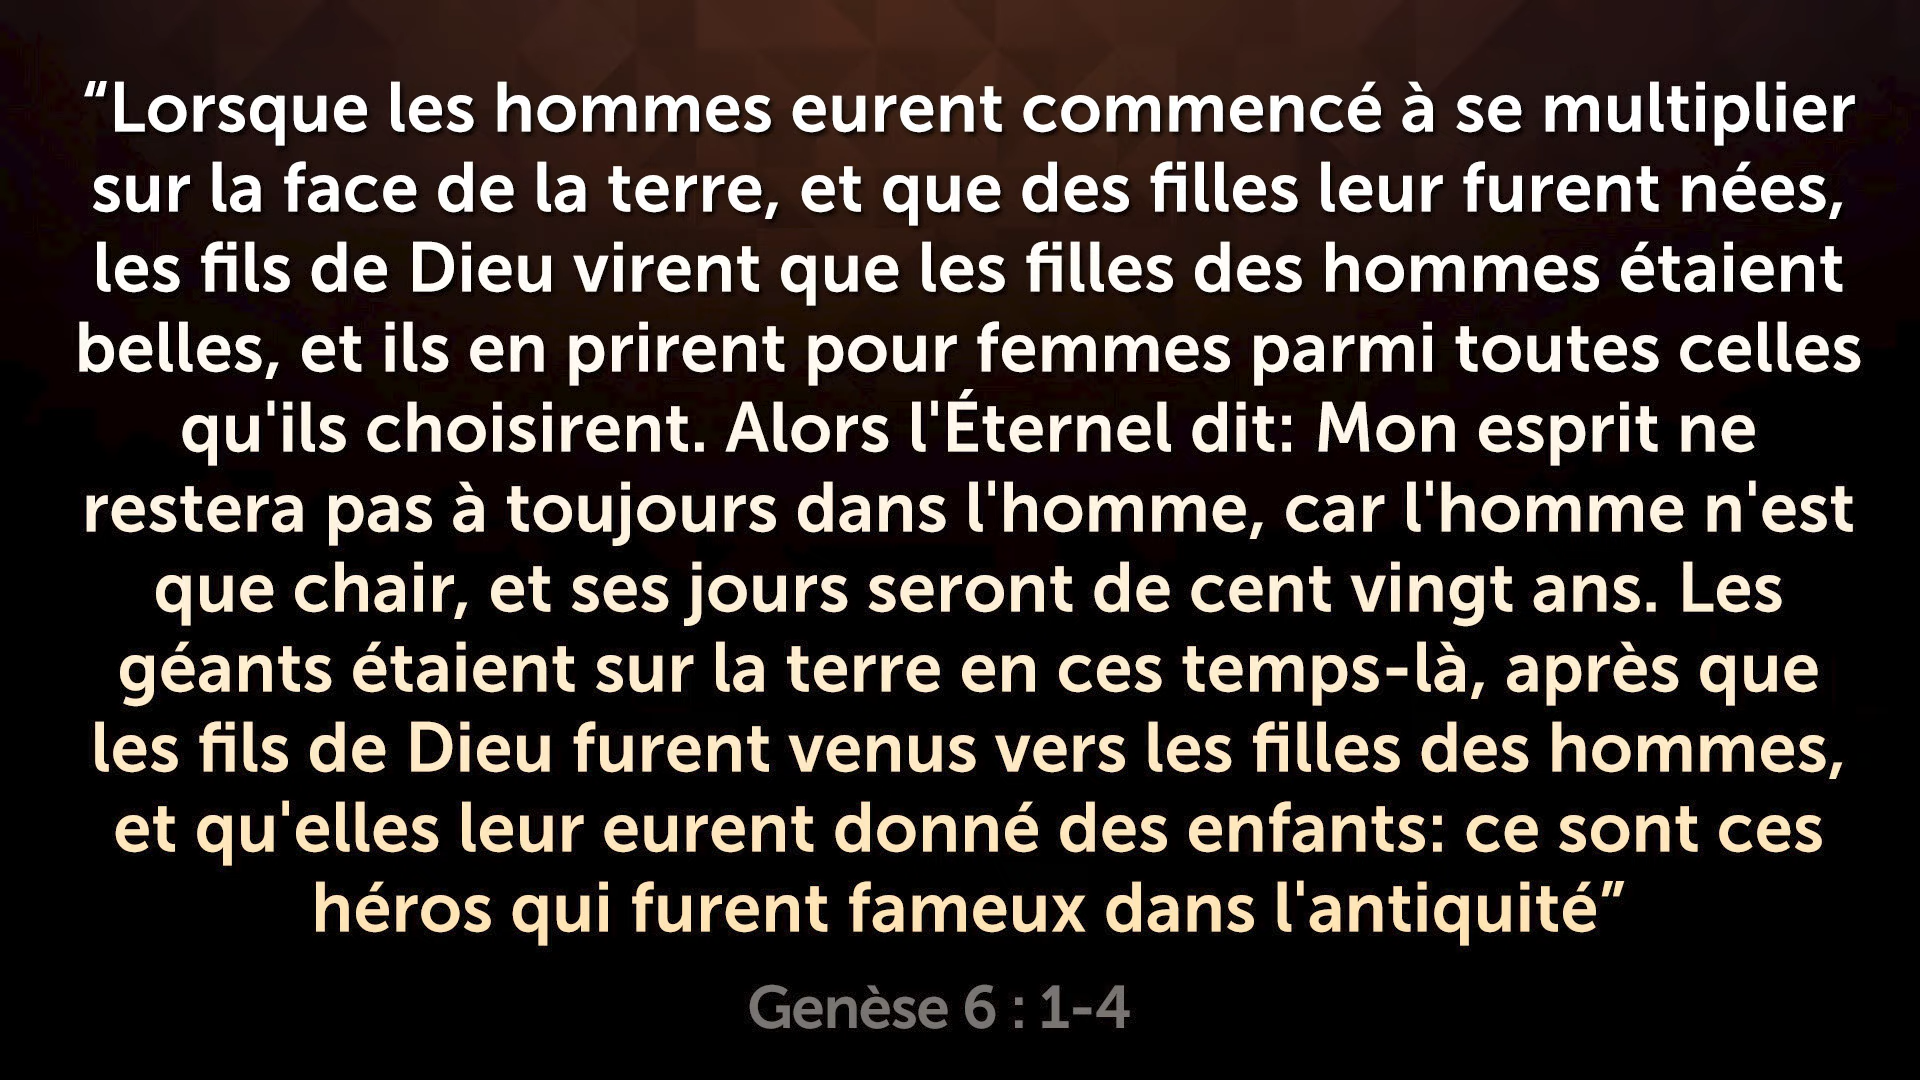 “Lorsque les hommes eurent commencé à se multiplier
sur la face de la terre, et que des filles leur furent nées,
les fils de Dieu virent que les filles des hommes étaient
belles, et ils en prirent pour femmes parmi toutes celles
qu'ils choisirent. Alors l'Éternel dit: Mon esprit ne
restera pas à toujours dans l'homme, car l'homme n'est
que chair, et ses jours seront de cent vingt ans. Les
géants étaient sur la terre en ces temps-là, après que
les fils de Dieu furent venus vers les filles des hommes,
et qu'elles leur eurent donné des enfants: ce sont ces
héros qui furent fameux dans l'antiquité”
Genèse 6 : 1-4